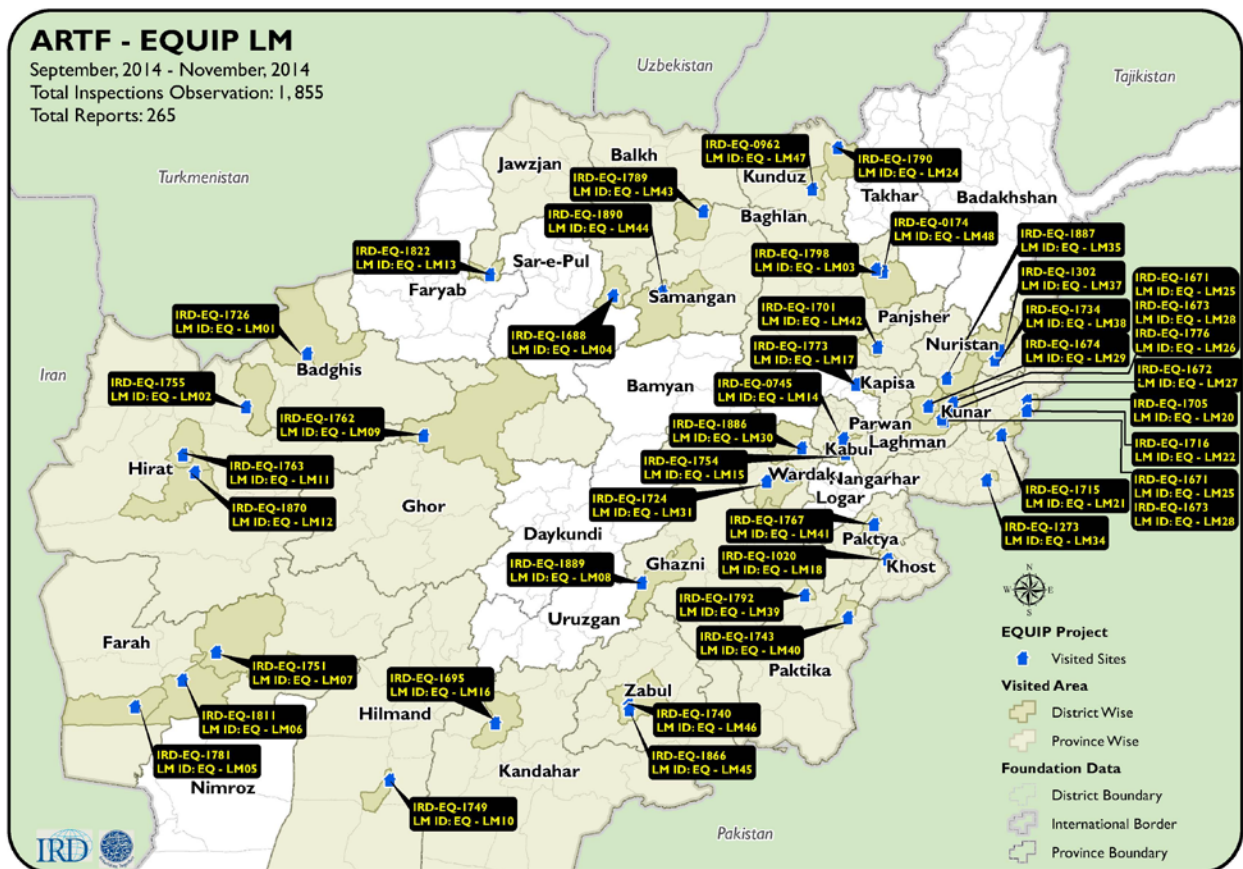 ARTF - EQUIP LM
September, 2014 - November, 2014
Total Inspections Observation: 1, 855
Total Reports: 265
Uzbekistan
Tajikistan
Turkmenistan
Iran
Pakistan
Jawzjan
Balkh
Kunduz
Takhar
Badakhshan
Baghlan
Sar-e-Pul
Faryab
Samangan
Panjsher
Nuristan
Badghis
Bamyan
Kapisa
Kunar
Parwan
Laghman
Kabul
Wardak
Nangarhar
Logar
Hirat
Ghor
Daykundi
Ghazni
Paktya
Khost
Uruzgan
Farah
Paktika
Zabul
Hilmand
Kandahar
Nimroz
IRD-EQ-0962
LM ID: EQ - LM47
IRD-EQ-1790
LM ID: EQ - LM24
IRD-EQ-1789
LM ID: EQ - LM43
IRD-EQ-1890
LM ID: EQ - LM44
IRD-EQ-0174
LM ID: EQ - LM48
IRD-EQ-1887
LM ID: EQ - LM35
IRD-EQ-1822
LM ID: EQ - LM13
IRD-EQ-1798
LM ID: EQ - LM03
IRD-EQ-1302
LM ID: EQ - LM37
IRD-EQ-1671
LM ID: EQ - LM25
IRD-EQ-1673
LM ID: EQ - LM28
IRD-EQ-1776
LM ID: EQ - LM26
IRD-EQ-1726
LM ID: EQ - LM01
IRD-EQ-1688
LM ID: EQ - LM04
IRD-EQ-1701
LM ID: EQ - LM42
IRD-EQ-1734
LM ID: EQ - LM38
IRD-EQ-1773
LM ID: EQ - LM17
IRD-EQ-1674
LM ID: EQ - LM29
IRD-EQ-1672
LM ID: EQ - LM27
IRD-EQ-1755
LM ID: EQ - LM02
IRD-EQ-0745
LM ID: EQ - LM14
IRD-EQ-1705
LM ID: EQ - LM20
IRD-EQ-1762
LM ID: EQ - LM09
IRD-EQ-1886
LM ID: EQ - LM30
IRD-EQ-1716
LM ID: EQ - LM22
IRD-EQ-1763
LM ID: EQ - LM11
IRD-EQ-1754
LM ID: EQ - LM15
IRD-EQ-1715
LM ID: EQ - LM21
IRD-EQ-1671
LM ID: EQ - LM25
IRD-EQ-1673
LM ID: EQ - LM28
IRD-EQ-1870
LM ID: EQ - LM12
IRD-EQ-1724
LM ID: EQ - LM31
IRD-EQ-1273
LM ID: EQ - LM34
IRD-EQ-1767
LM ID: EQ - LM41
IRD-EQ-1020
LM ID: EQ - LM18
IRD-EQ-1889
LM ID: EQ - LM08
IRD-EQ-1792
LM ID: EQ - LM39
IRD-EQ-1743
LM ID: EQ - LM40
IRD-EQ-1751
LM ID: EQ - LM07
IRD-EQ-1695
LM ID: EQ - LM16
IRD-EQ-1811
LM ID: EQ - LM06
IRD-EQ-1740
LM ID: EQ - LM46
IRD-EQ-1781
LM ID: EQ - LM05
IRD-EQ-1866
LM ID: EQ - LM45
IRD-EQ-1749
LM ID: EQ - LM10
N
W
E
S
EQUIP Project
Visited Sites
Visited Area
District Wise
Province Wise
Foundation Data
District Boundary
International Border
Province Boundary
IRD